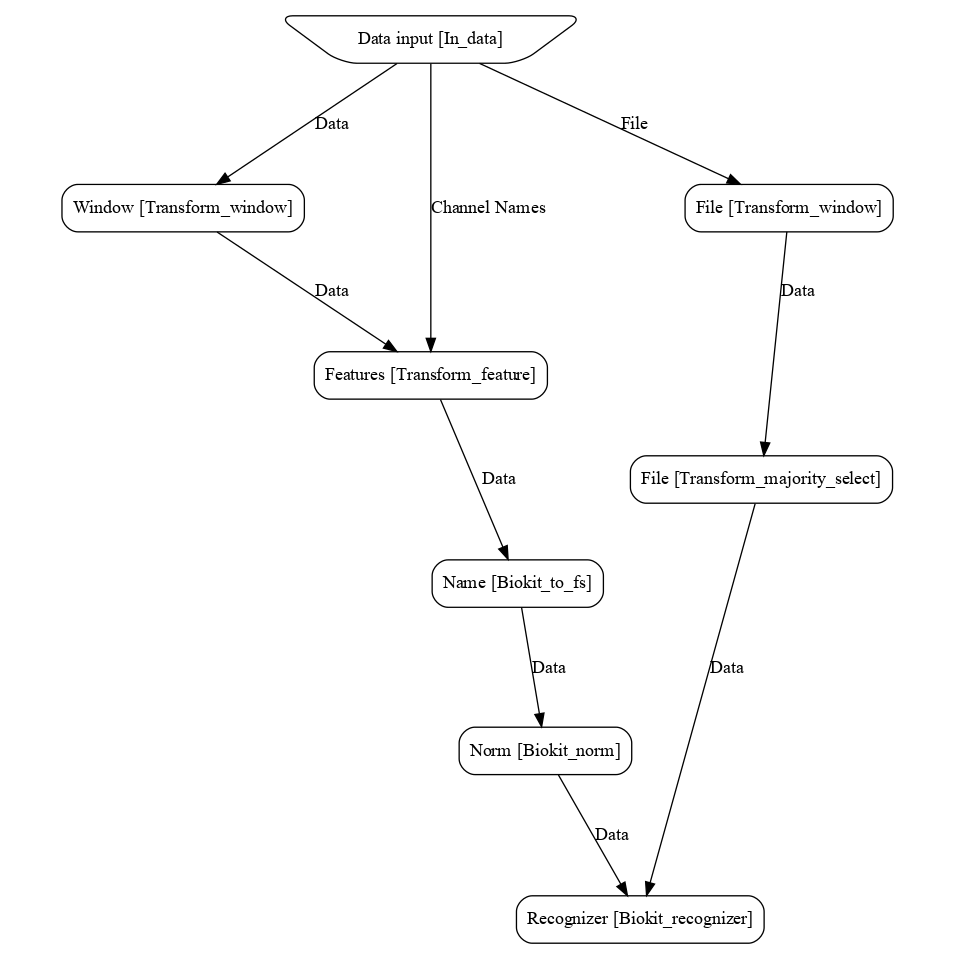 Data input [In_data]
Data
File
Window [Transform_window]
Channel Names
File [Transform_window]
Data
Data
Features [Transform_feature]
Data
File [Transform_majority_select]
Name [Biokit_to_fs]
Data
Data
Norm [Biokit_norm]
Data
Recognizer [Biokit_recognizer]